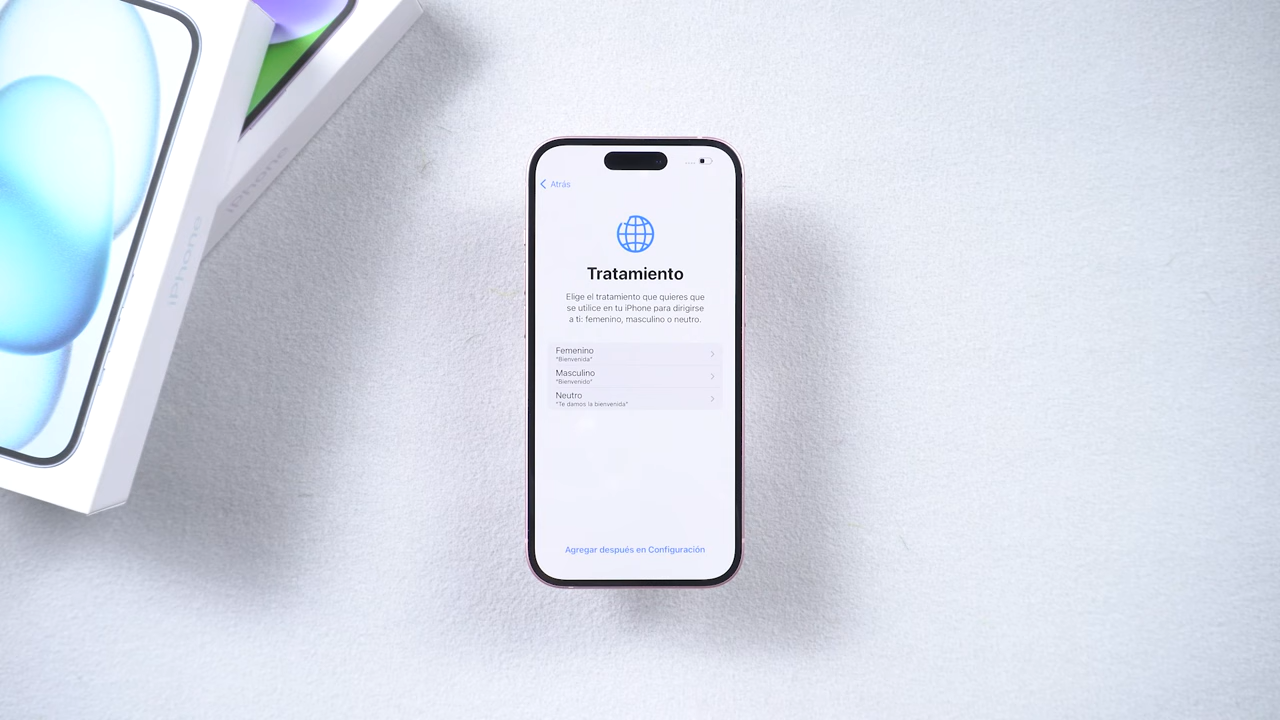 iPhone
iPhone
Atrás
Tratamiento
Elige el tratamiento que quieres que
se utilice en tu iPhone para dirigirse
a ti: femenino, masculino o neutro.
Femenino
"Bienvenida"
Masculino
"Bienvenido"
Neutro
"Te damos la bienvenida"
Agregar después en Configuración